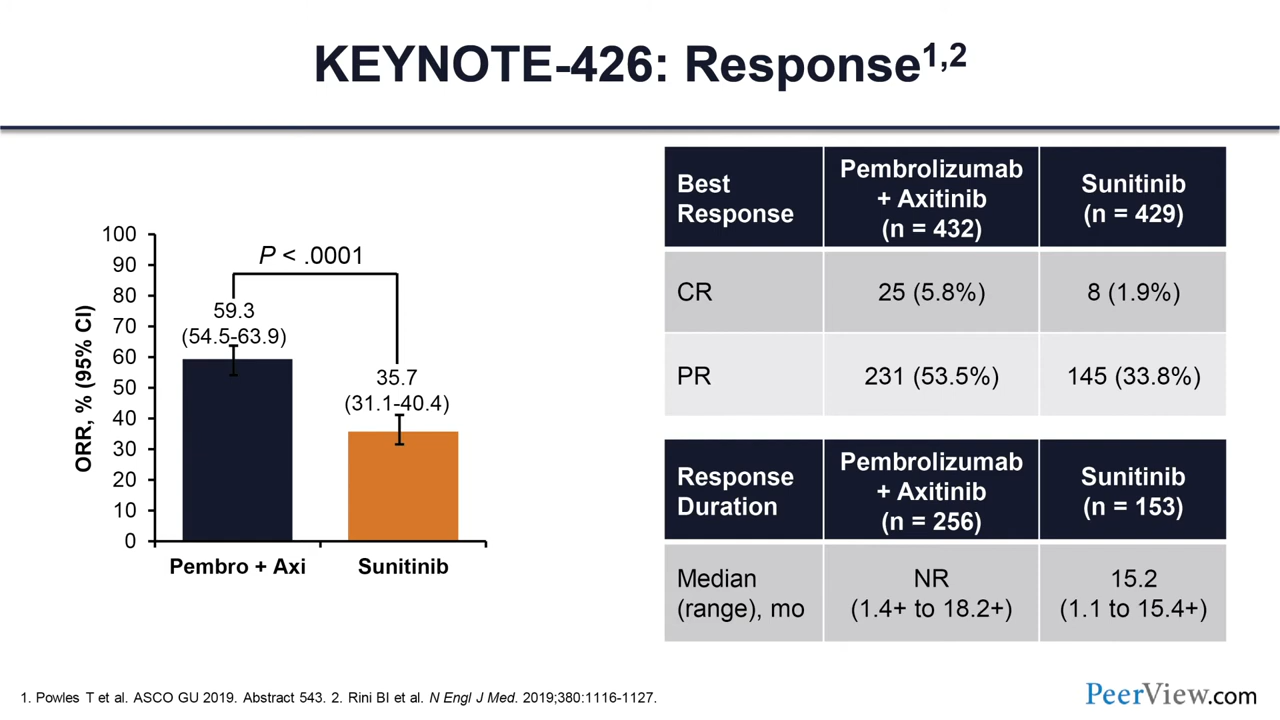 KEYNOTE-426: Response1,2
ORR, % (95% CI)
100
90
80
70
60
50
40
30
20
10
0
P < .0001
59.3
(54.5-63.9)
35.7
(31.1-40.4)
Pembro + Axi
Sunitinib
Best
Response
Pembrolizumab
+ Axitinib
(n = 432)
Sunitinib
(n = 429)
CR
25 (5.8%)
8 (1.9%)
PR
231 (53.5%)
145 (33.8%)
Response
Duration
Pembrolizumab
+ Axitinib
(n = 256)
Sunitinib
(n = 153)
Median
(range), mo
NR
(1.4+ to 18.2+)
15.2
(1.1 to 15.4+)
1. Powles T et al. ASCO GU 2019. Abstract 543. 2. Rini BI et al. N Engl J Med. 2019;380:1116-1127.
PeerView.com